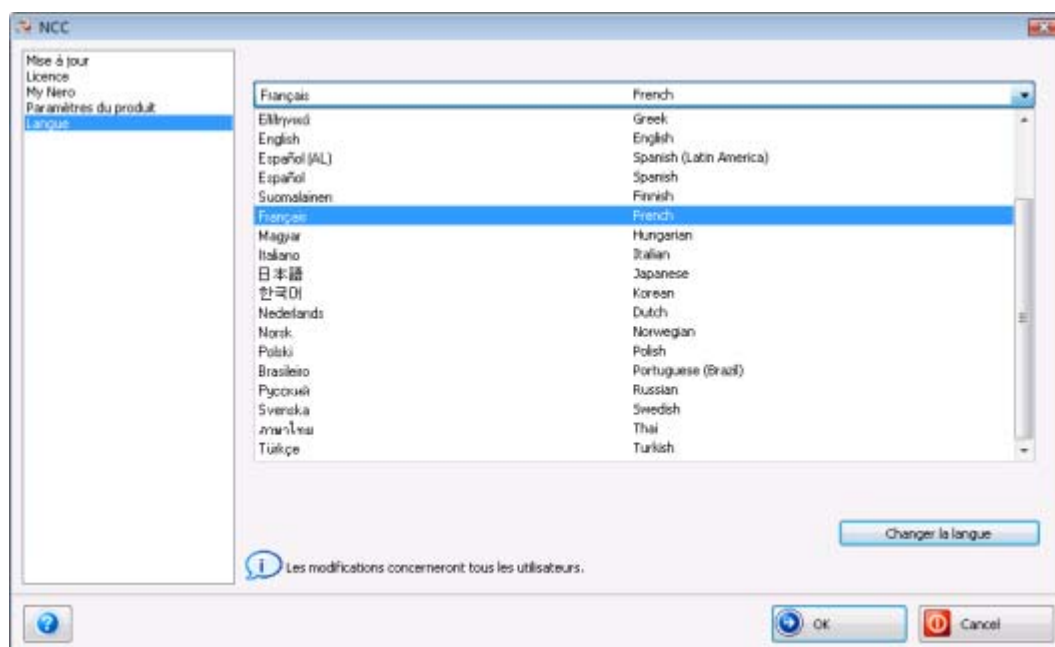 NCC
Mise à jour
Licence
My Nero
Paramètres du produit
Langue
Français French
Ελληνικά Greek
English English
Español (AL) Spanish (Latin America)
Español Spanish
Suomalainen Finnish
Français French
Magyar Hungarian
Italiano Italian
日本語 Japanese
한국어 Korean
Nederlands Dutch
Norsk Norwegian
Polski Polish
Brasileiro Portuguese (Brazil)
Русский Russian
Svenska Swedish
ภาษาไทย Thai
Türkçe Turkish
Changer la langue
Les modifications concerneront tous les utilisateurs.
OK Cancel